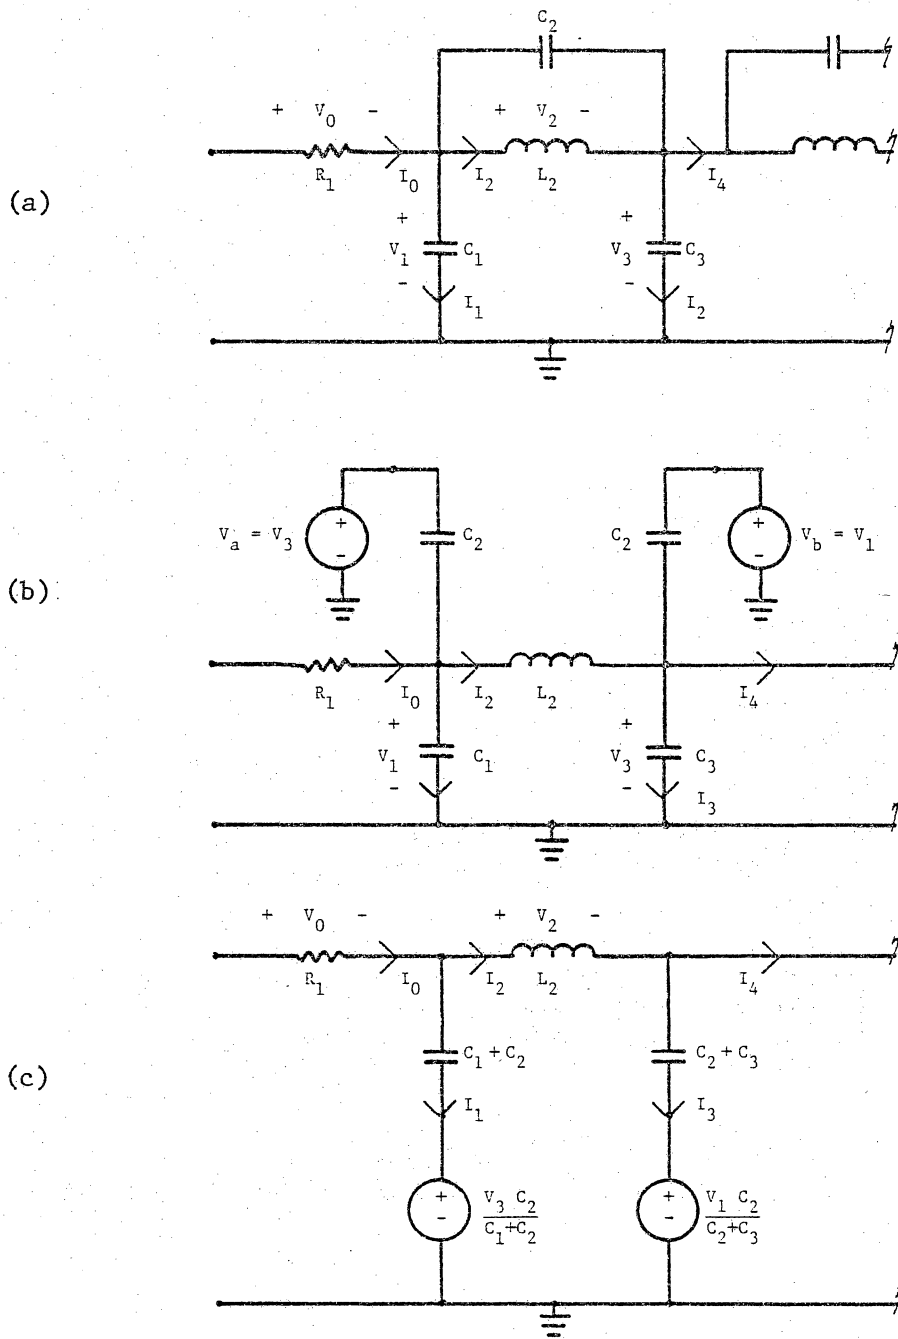 C2
+ V0 - + V2 -
R1 I0 I2 L2 I4
(a)
+ +
V1 C1 V3 C3
- -
I1 I2
Va = V3 + - C2 C2 + - Vb = V1
(b)
R1 I0 I2 L2 I4
+ +
V1 C1 V3 C3
- -
I3
+ V0 - + V2 -
R1 I0 I2 L2 I4
C1 + C2 C2 + C3
(c)
I1 I3
+ V3 C2 + V1 C2
- C1+C2 - C2+C3